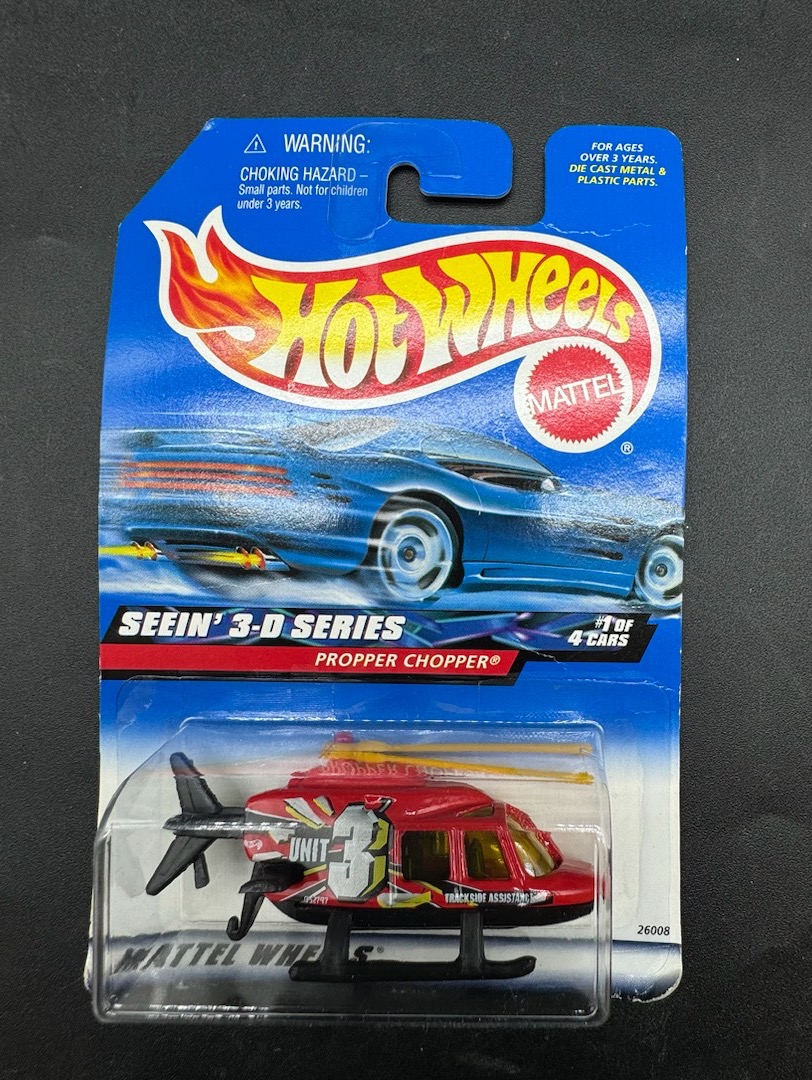 WARNING:
CHOKING HAZARD –
Small parts. Not for children
under 3 years.
FOR AGES
OVER 3 YEARS.
DIE CAST METAL &
PLASTIC PARTS.
HOT WHEELS
MATTEL
®
SEEIN' 3-D SERIES
#1 OF
4 CARS
PROPPER CHOPPER®
UNIT 3
TRACKSIDE ASSISTANCE
26008
MATTEL WHEELS®